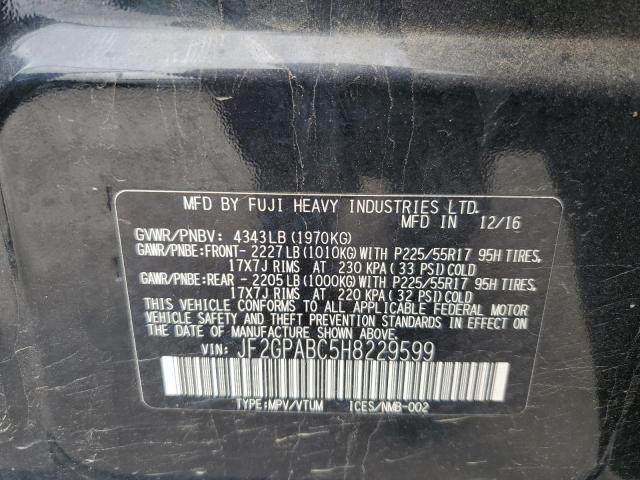 MFD BY FUJI HEAVY INDUSTRIES LTD.
MFD IN 12/16
GVWR/PNBV: 4343LB (1970KG)
GAWR/PNBE:FRONT- 2227 LB (1010KG) WITH P225/55R17 95H TIRES,
17X7J RIMS AT 230 KPA (33 PSI) COLD
GAWR/PNBE:REAR - 2205 LB (1000KG) WITH P225/55R17 95H TIRES,
17X7J RIMS AT 220 KPA (32 PSI) COLD
THIS VEHICLE CONFORMS TO ALL APPLICABLE FEDERAL MOTOR
VEHICLE SAFETY AND THEFT PREVENTION STANDARDS IN EFFECT ON
THE DATE OF MANUFACTURE SHOWN ABOVE.
VIN: JF2GPABC5H8229599
TYPE:MPV/VTUM ICES/NMB-002